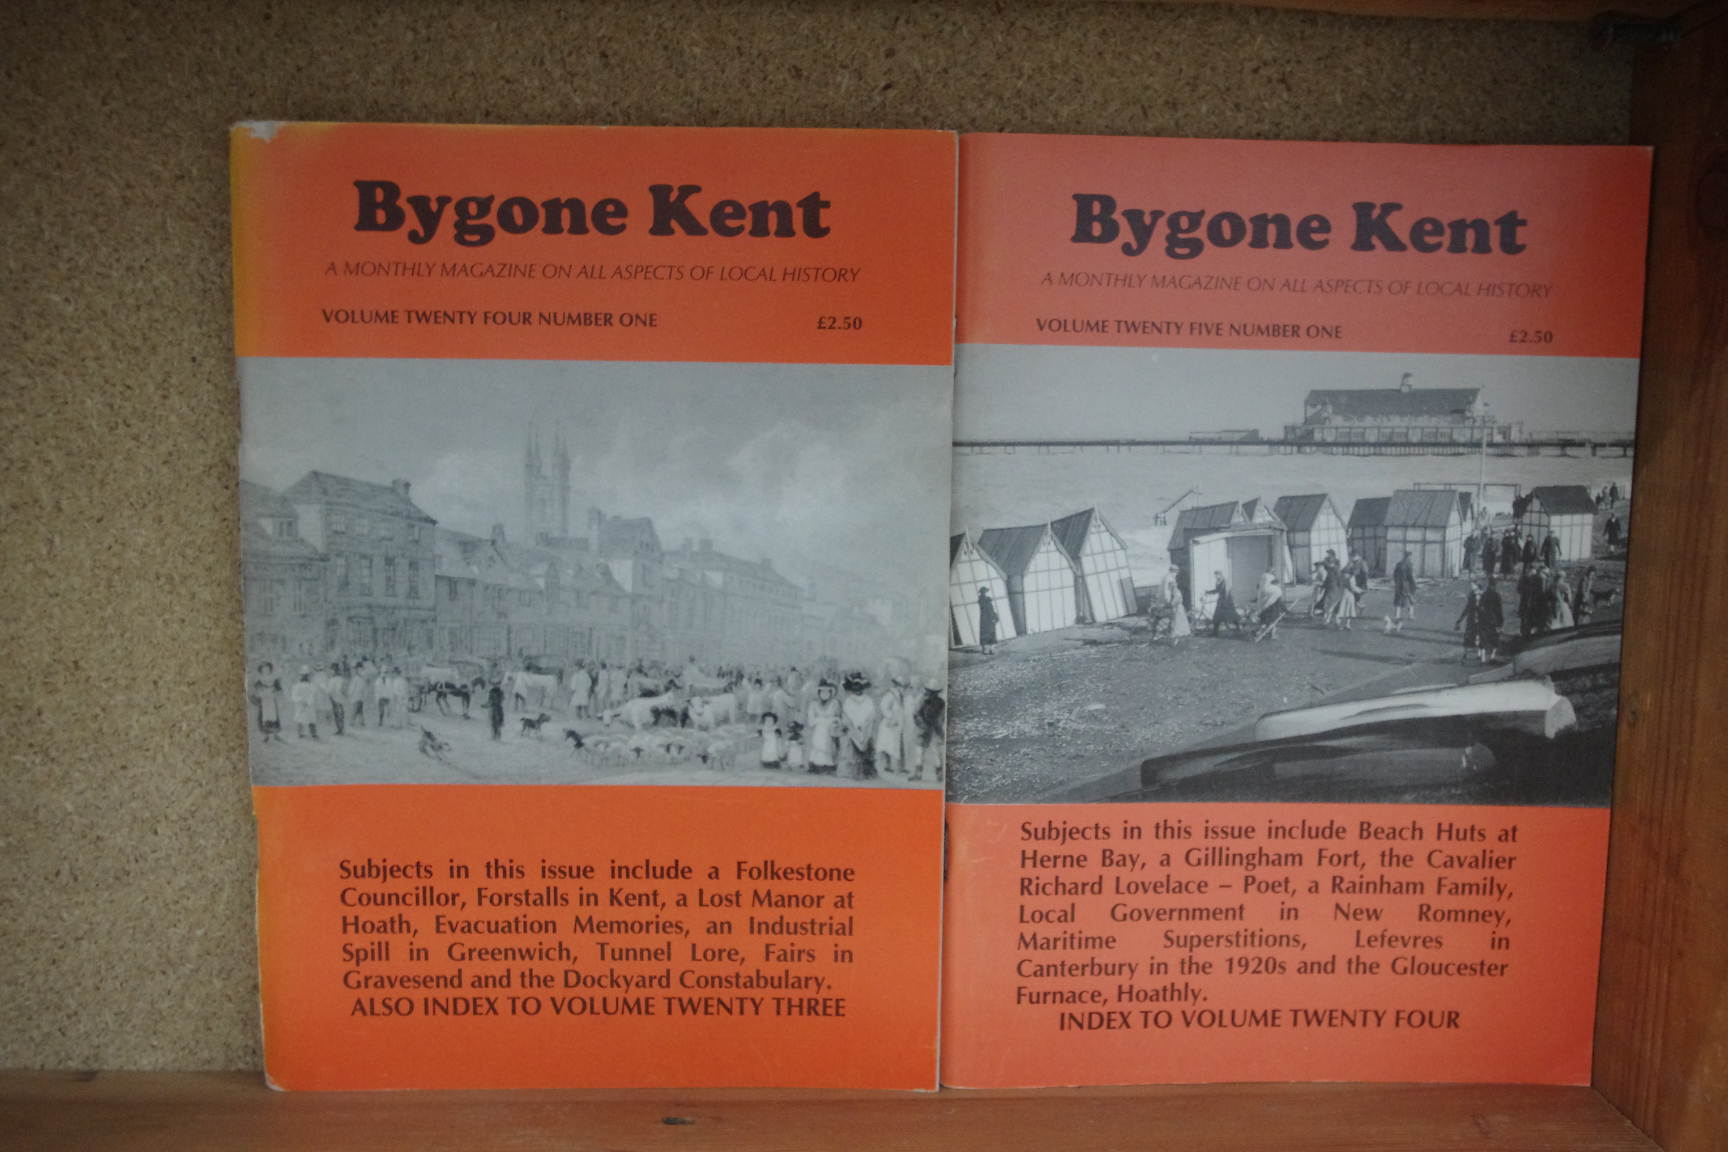 Bygone Kent
A MONTHLY MAGAZINE ON ALL ASPECTS OF LOCAL HISTORY
VOLUME TWENTY FOUR NUMBER ONE £2.50
Subjects in this issue include a Folkestone
Councillor, Forstalls in Kent, a Lost Manor at
Hoath, Evacuation Memories, an Industrial
Spill in Greenwich, Tunnel Lore, Fairs in
Gravesend and the Dockyard Constabulary.
ALSO INDEX TO VOLUME TWENTY THREE
Bygone Kent
A MONTHLY MAGAZINE ON ALL ASPECTS OF LOCAL HISTORY
VOLUME TWENTY FIVE NUMBER ONE £2.50
Subjects in this issue include Beach Huts at
Herne Bay, a Gillingham Fort, the Cavalier
Richard Lovelace – Poet, a Rainham Family,
Local Government in New Romney,
Maritime Superstitions, Lefevres in
Canterbury in the 1920s and the Gloucester
Furnace, Hoathly.
INDEX TO VOLUME TWENTY FOUR